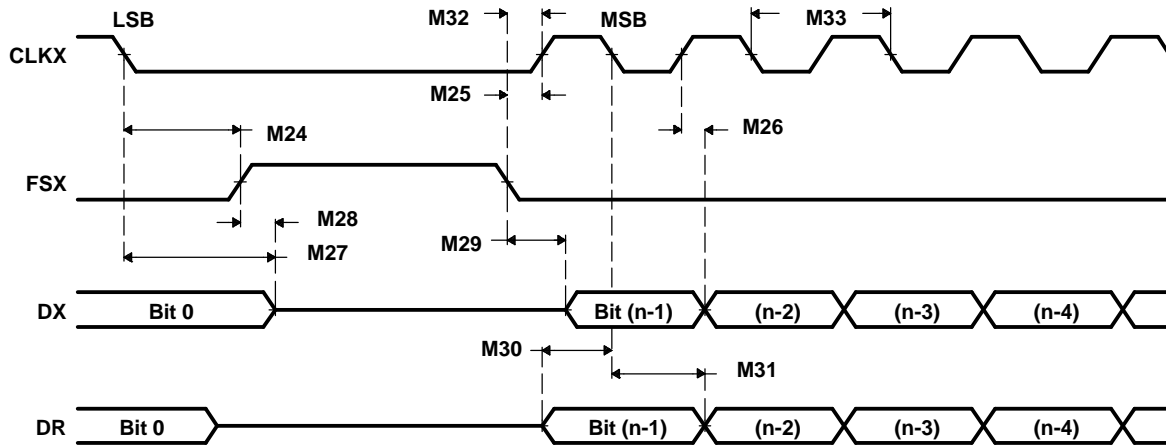 LSB
M32
MSB
M33
CLKX
M25
M24
M26
FSX
M28
M29
M27
DX
Bit 0
Bit (n-1)
(n-2)
(n-3)
(n-4)
M30
M31
DR
Bit 0
Bit (n-1)
(n-2)
(n-3)
(n-4)